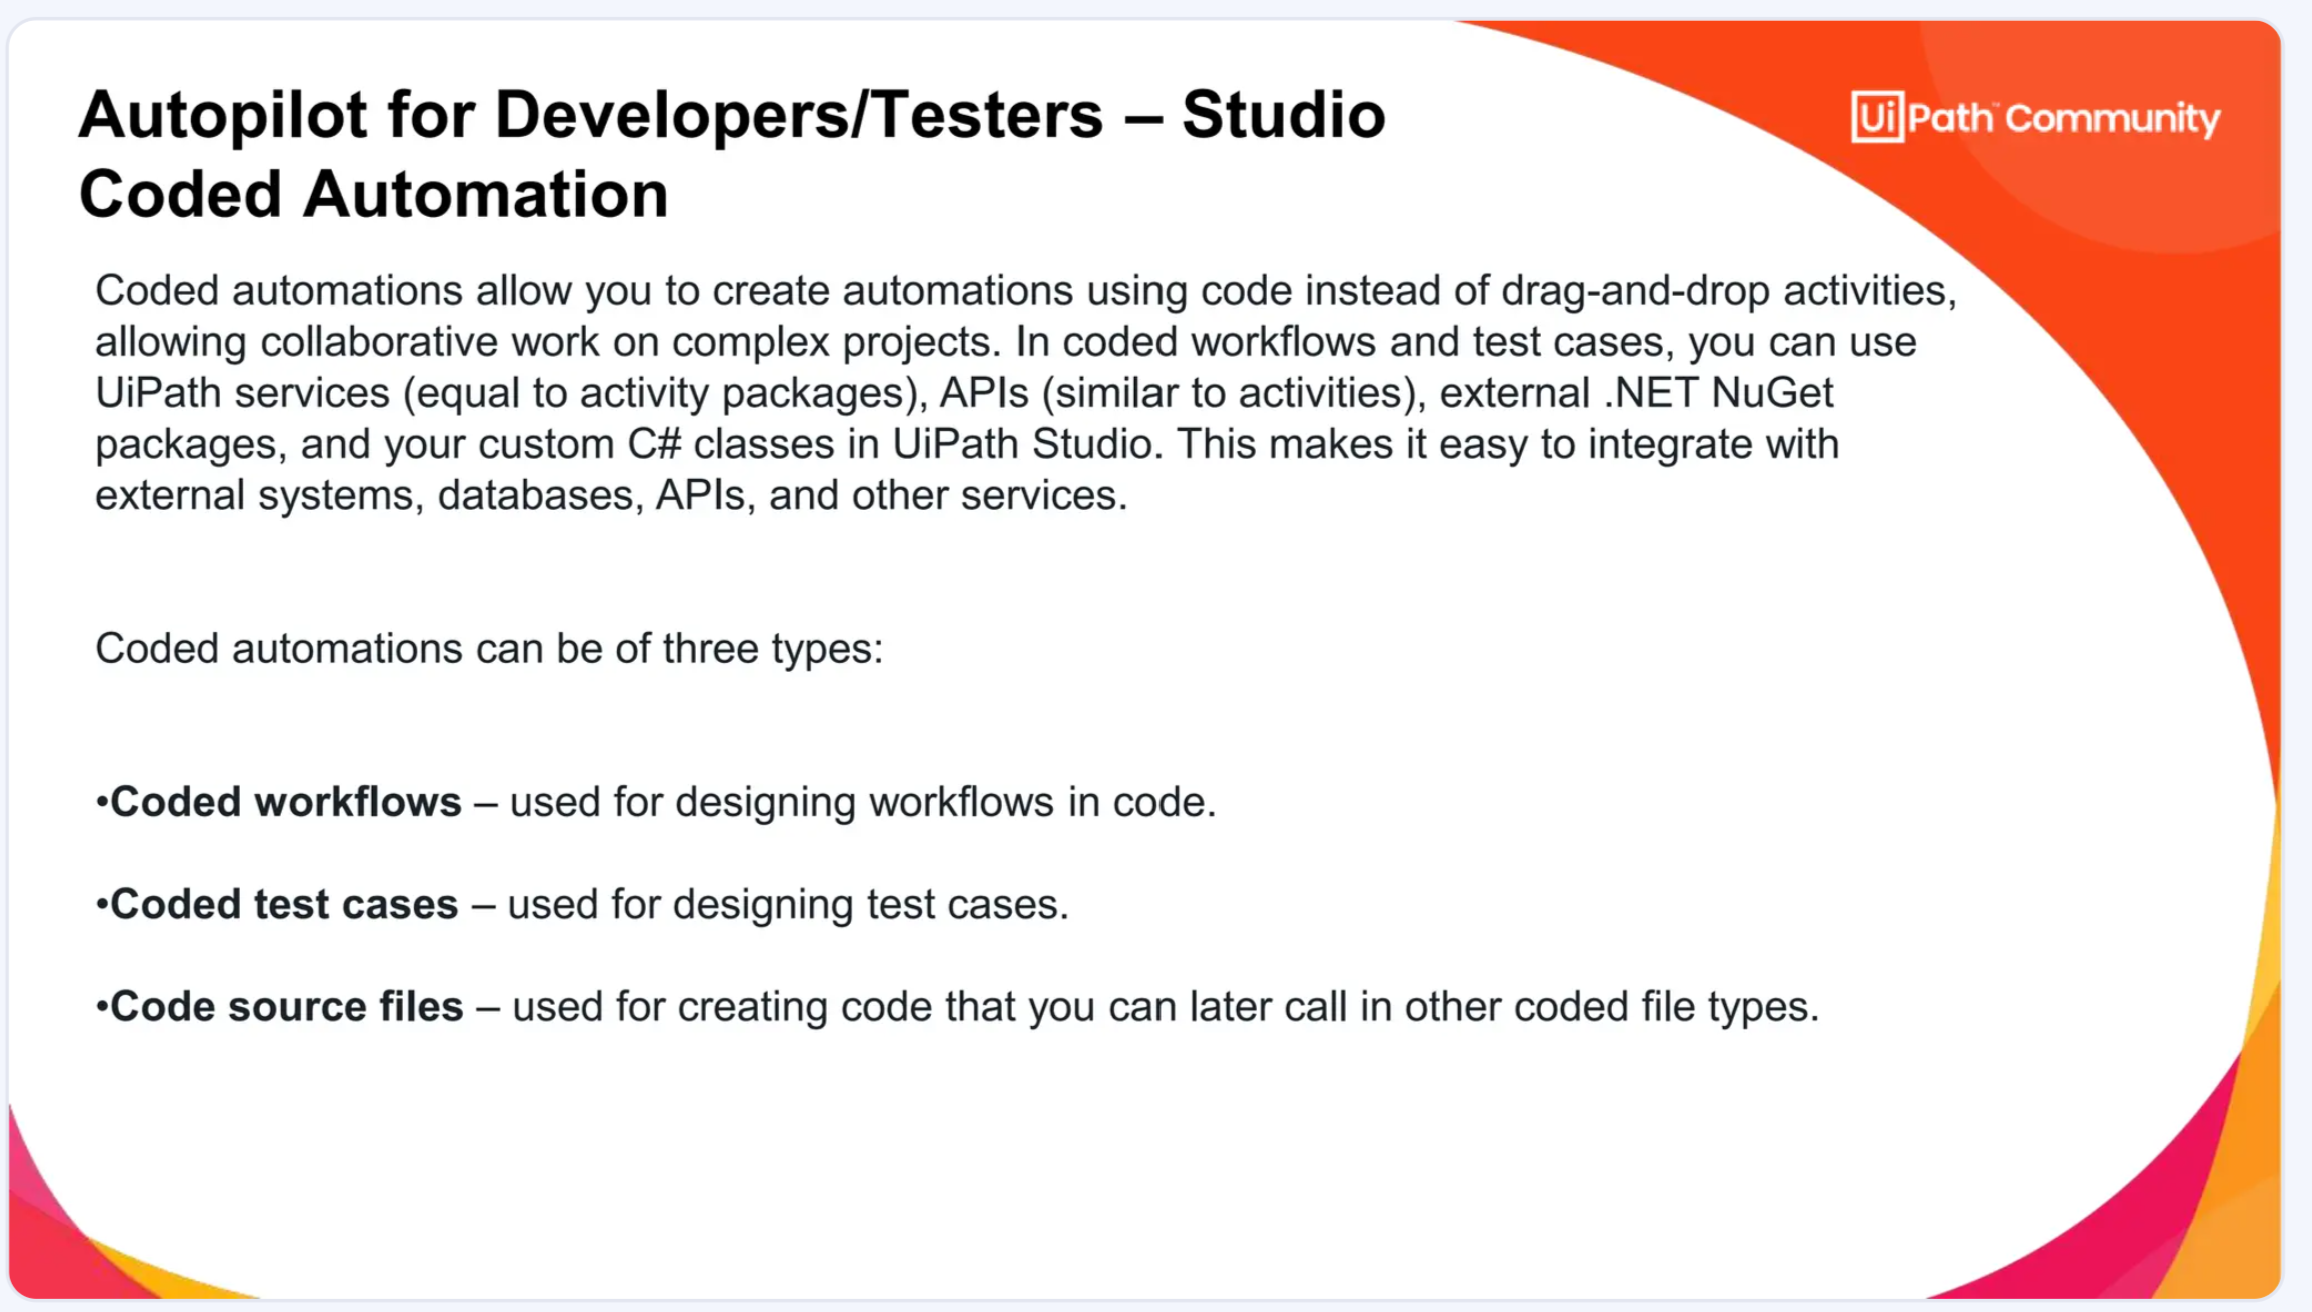 Autopilot for Developers/Testers – Studio
Coded Automation
UiPath™ Community
Coded automations allow you to create automations using code instead of drag-and-drop activities,
allowing collaborative work on complex projects. In coded workflows and test cases, you can use
UiPath services (equal to activity packages), APIs (similar to activities), external .NET NuGet
packages, and your custom C# classes in UiPath Studio. This makes it easy to integrate with
external systems, databases, APIs, and other services.
Coded automations can be of three types:
•Coded workflows – used for designing workflows in code.
•Coded test cases – used for designing test cases.
•Code source files – used for creating code that you can later call in other coded file types.